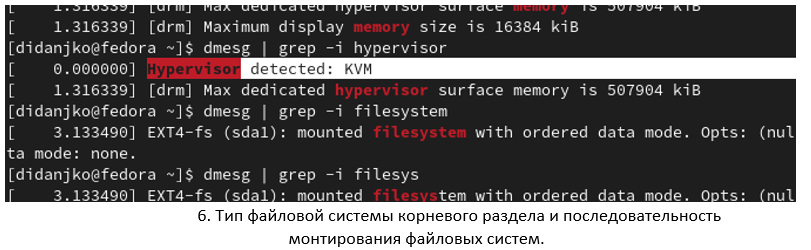 [    1.316339] [drm] Max dedicated hypervisor surface memory is 507904 kiB
[    1.316339] [drm] Maximum display memory size is 16384 kiB
[didanjko@fedora ~]$ dmesg | grep -i hypervisor
[    0.000000] Hypervisor detected: KVM
[    1.316339] [drm] Max dedicated hypervisor surface memory is 507904 kiB
[didanjko@fedora ~]$ dmesg | grep -i filesystem
[    3.133490] EXT4-fs (sda1): mounted filesystem with ordered data mode. Opts: (nul
ta mode: none.
[didanjko@fedora ~]$ dmesg | grep -i filesys
[    3.133490] EXT4-fs (sda1): mounted filesystem with ordered data mode. Opts: (nul
6. Тип файловой системы корневого раздела и последовательность
монтирования файловых систем.